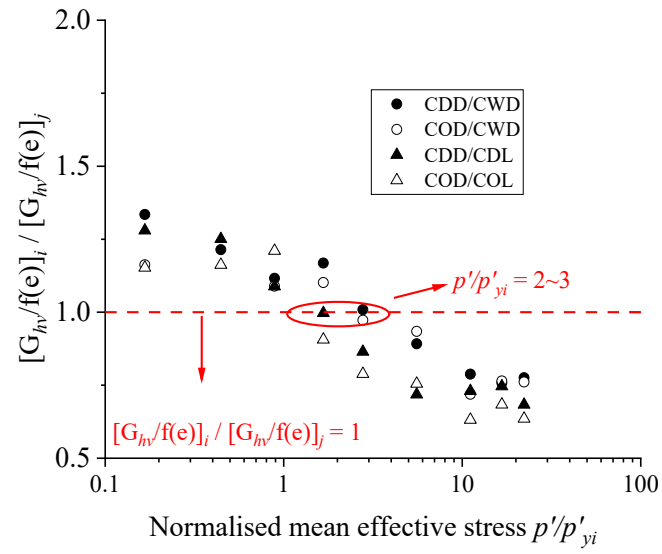 2.0
1.5
1.0
0.5
[G_hv/f(e)]_i / [G_hv/f(e)]_j
CDD/CWD
COD/CWD
CDD/CDL
COD/COL
p'/p'_yi = 2~3
[G_hv/f(e)]_i / [G_hv/f(e)]_j = 1
0.1
1
10
100
Normalised mean effective stress p'/p'_yi